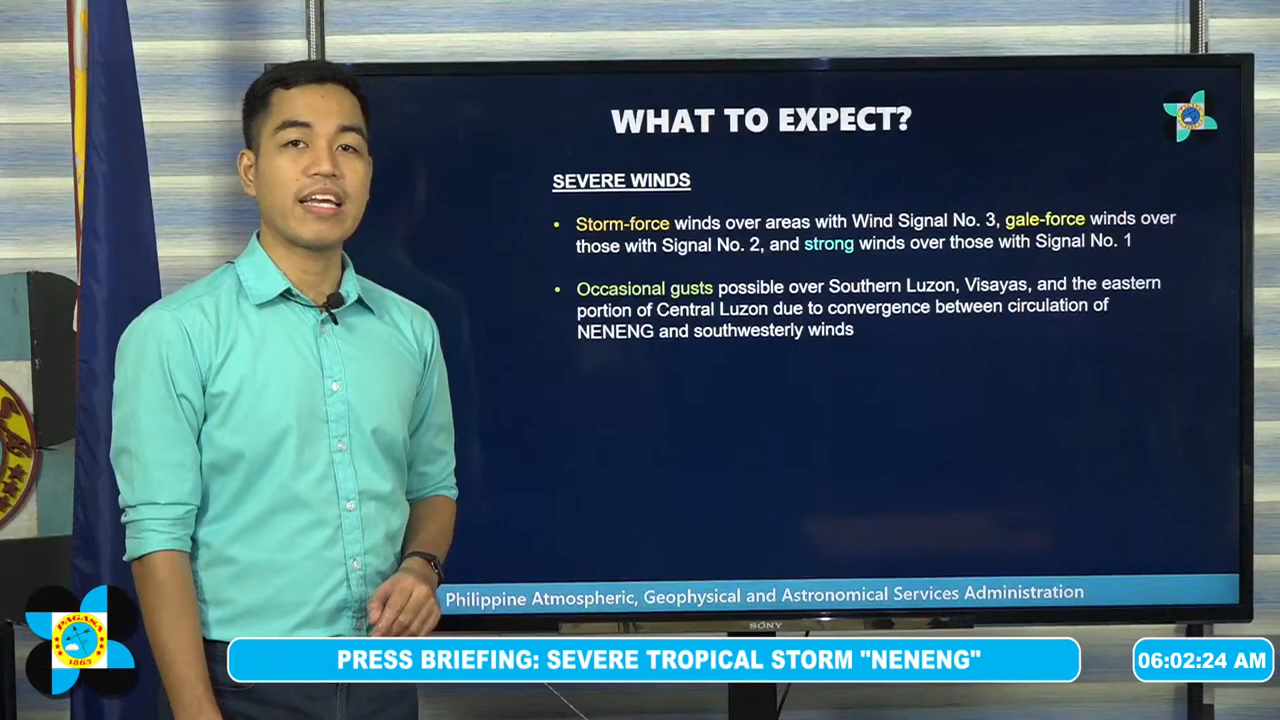 WHAT TO EXPECT?
SEVERE WINDS
• Storm-force winds over areas with Wind Signal No. 3, gale-force winds over
those with Signal No. 2, and strong winds over those with Signal No. 1
• Occasional gusts possible over Southern Luzon, Visayas, and the eastern
portion of Central Luzon due to convergence between circulation of
NENENG and southwesterly winds
Philippine Atmospheric, Geophysical and Astronomical Services Administration
SONY
PAGASA
1865
PRESS BRIEFING: SEVERE TROPICAL STORM "NENENG"
06:02:24 AM